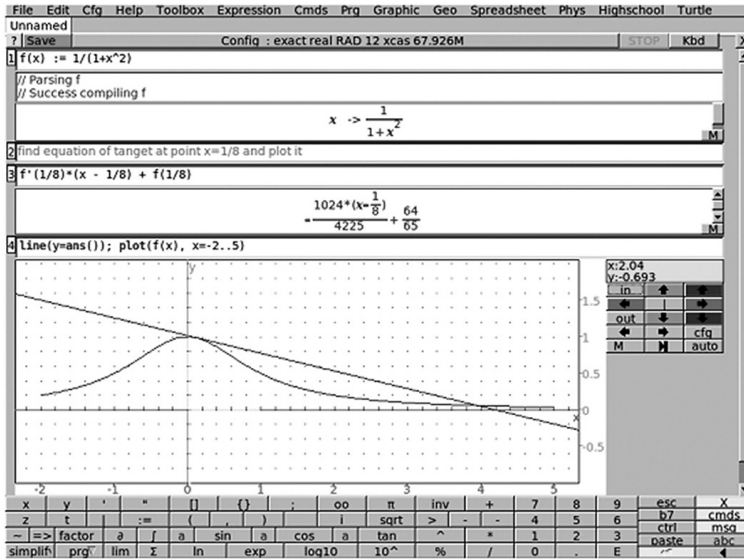 File Edit Cfg Help Toolbox Expression Cmds Prg Graphic Geo Spreadsheet Phys Highschool Turtle
Unnamed
? Save Config : exact real RAD 12 xcas 67.926M STOP Kbd X
1 f(x) := 1/(1+x^2)
// Parsing f
// Success compiling f
x -> 1/(1+x²)
M
2 find equation of tanget at point x=1/8 and plot it
3 f'(1/8)*(x - 1/8) + f(1/8)
-1024*(x-1/8)/4225 + 64/65
M
4 line(y=ans()); plot(f(x), x=-2..5)
y
x:2.04
y:-0.693
in
out
cfg
M auto
1.5
1
0.5
0
x
-0.5
-2 -1 0 1 2 3 4 5
x y ' " [] {} ; oo π inv + 7 8 9 esc X
z t | := ( , ) i sqrt > - - 4 5 6 b7 cmds
~ => factor ∂ ∫ a sin a cos a tan ^ * 1 2 3 ctrl msg
simplify prg lim Σ ln exp log10 10^ % / 0 . E paste abc